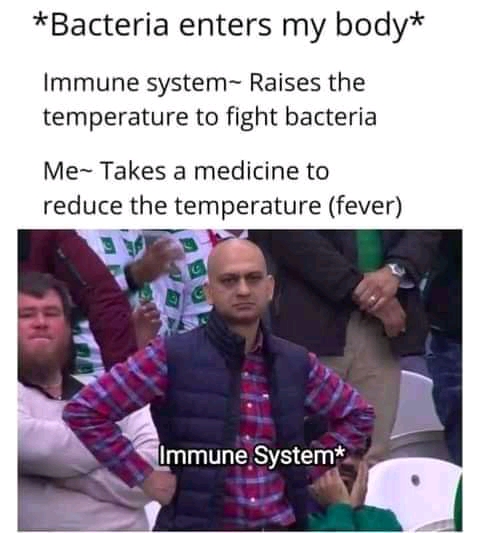 *Bacteria enters my body*
Immune system~ Raises the
temperature to fight bacteria
Me~ Takes a medicine to
reduce the temperature (fever)
Immune System*